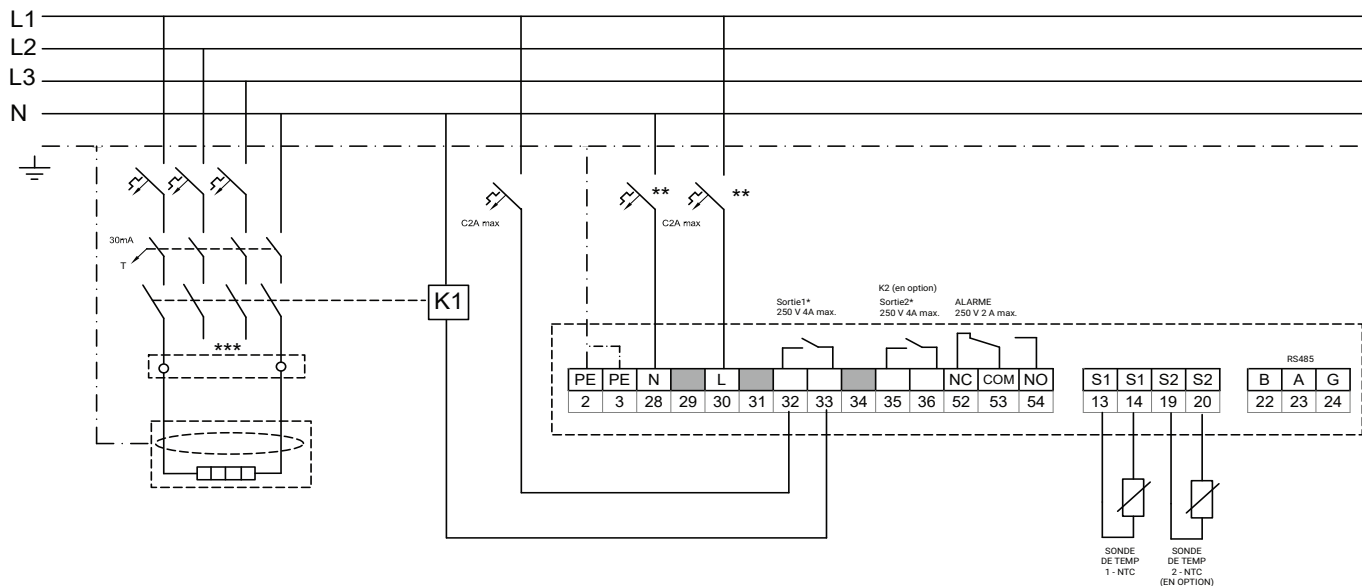 L1
L2
L3
N
30mA
T
***
K1
C2A max
**
C2A max
**
Sortie1*
250 V 4A max.
K2 (en option)
Sortie2*
250 V 4A max.
ALARME
250 V 2 A max.
RS485
PE PE N L NC COM NO
2 3 28 29 30 31 32 33 34 35 36 52 53 54
S1 S1 S2 S2
13 14 19 20
B A G
22 23 24
SONDE
DE TEMP
1 - NTC
SONDE
DE TEMP
2 - NTC
(EN OPTION)